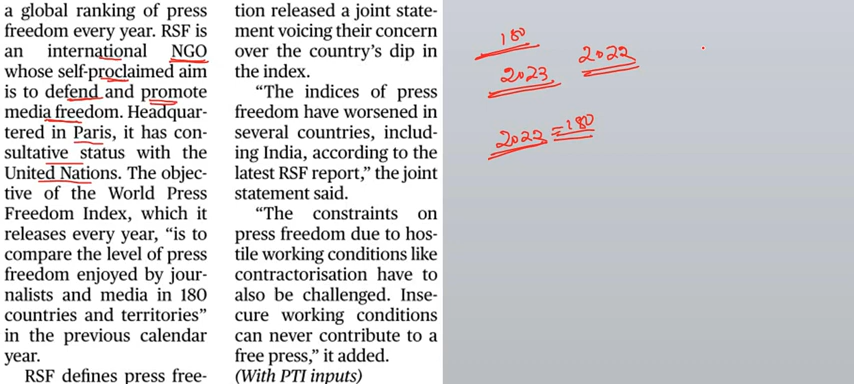 a global ranking of press
freedom every year. RSF is
an international NGO
whose self-proclaimed aim
is to defend and promote
media freedom. Headquar-
tered in Paris, it has con-
sultative status with the
United Nations. The objec-
tive of the World Press
Freedom Index, which it
releases every year, “is to
compare the level of press
freedom enjoyed by jour-
nalists and media in 180
countries and territories”
in the previous calendar
year.
RSF defines press free-
tion released a joint state-
ment voicing their concern
over the country’s dip in
the index.
“The indices of press
freedom have worsened in
several countries, includ-
ing India, according to the
latest RSF report,” the joint
statement said.
“The constraints on
press freedom due to hos-
tile working conditions like
contractorisation have to
also be challenged. Inse-
cure working conditions
can never contribute to a
free press,” it added.
(With PTI inputs)
180
2023 2022
2022 = 180